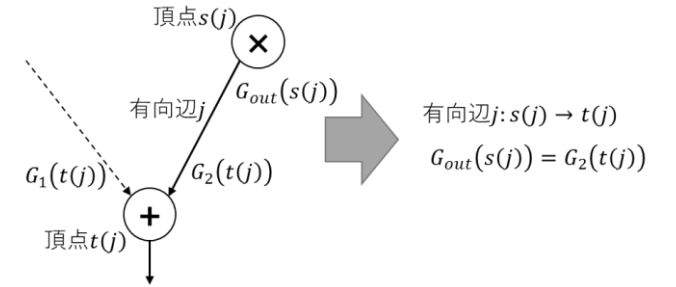 頂点s(j)
×
G_out(s(j))
有向辺j
G_1(t(j))
G_2(t(j))
+
頂点t(j)
有向辺j: s(j) → t(j)
G_out(s(j)) = G_2(t(j))